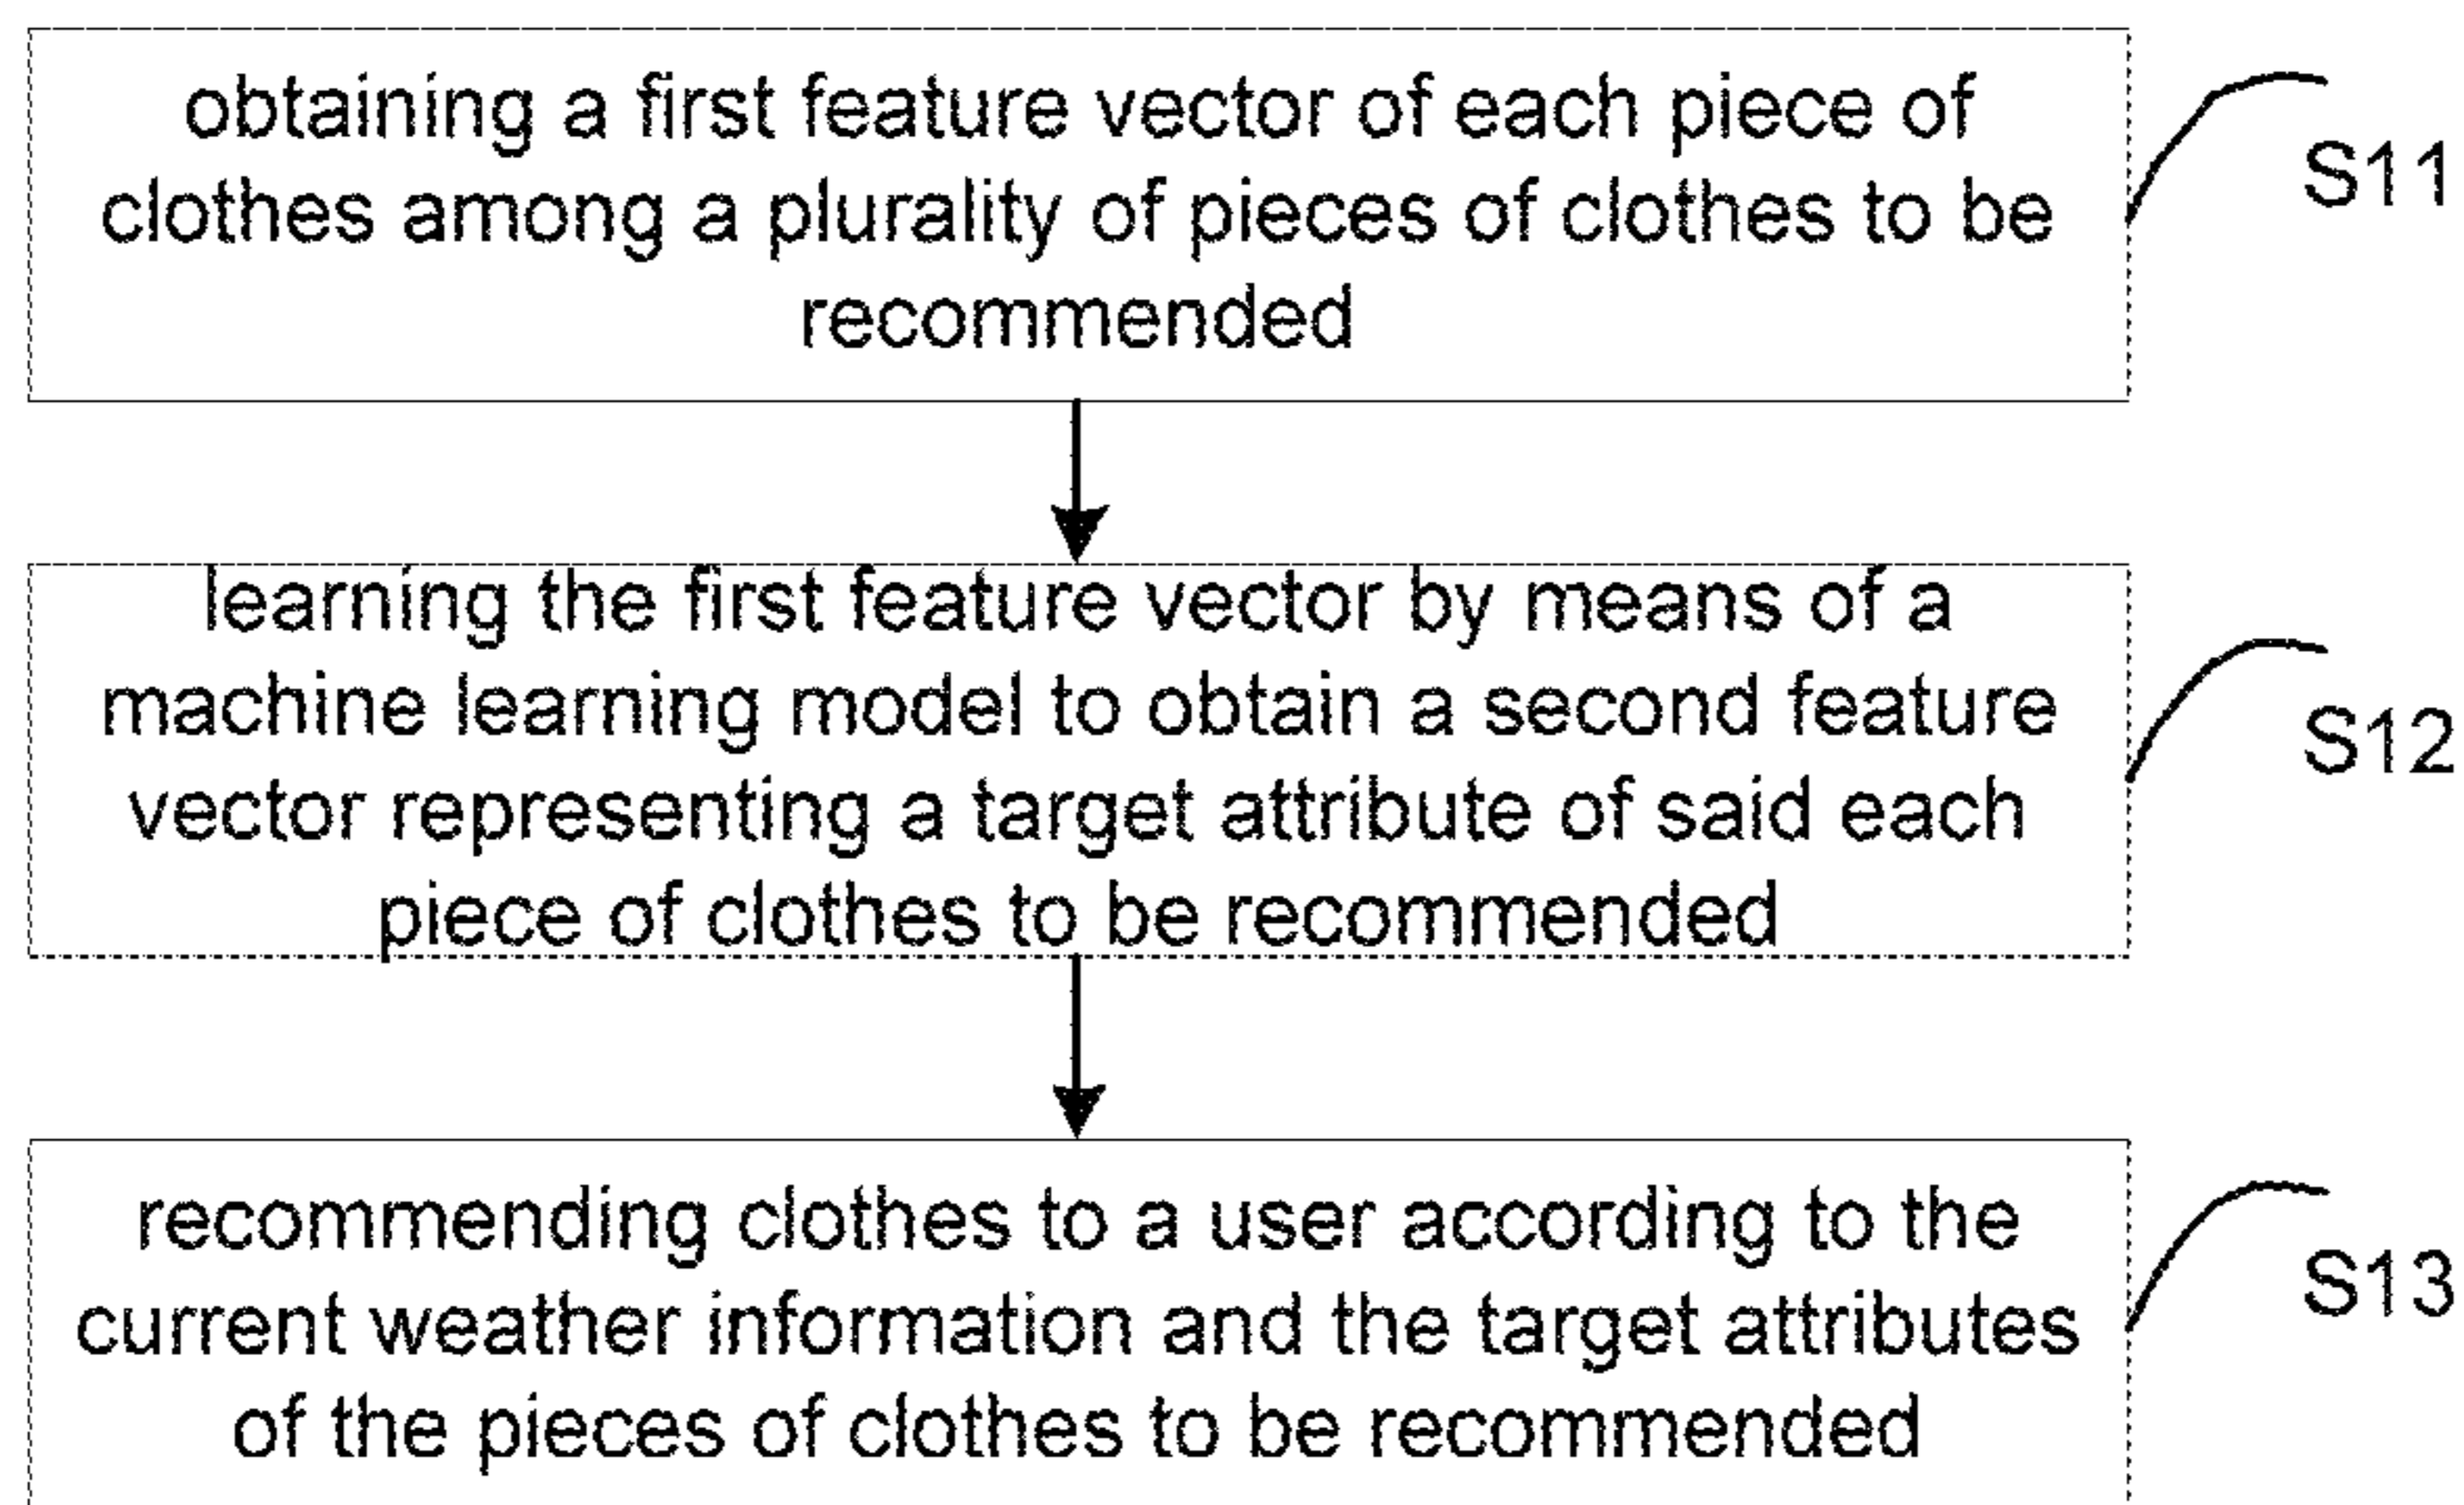 obtaining a first feature vector of each piece of
clothes among a plurality of pieces of clothes to be
recommended
S11
learning the first feature vector by means of a
machine learning model to obtain a second feature
vector representing a target attribute of said each
piece of clothes to be recommended
S12
recommending clothes to a user according to the
current weather information and the target attributes
of the pieces of clothes to be recommended
S13